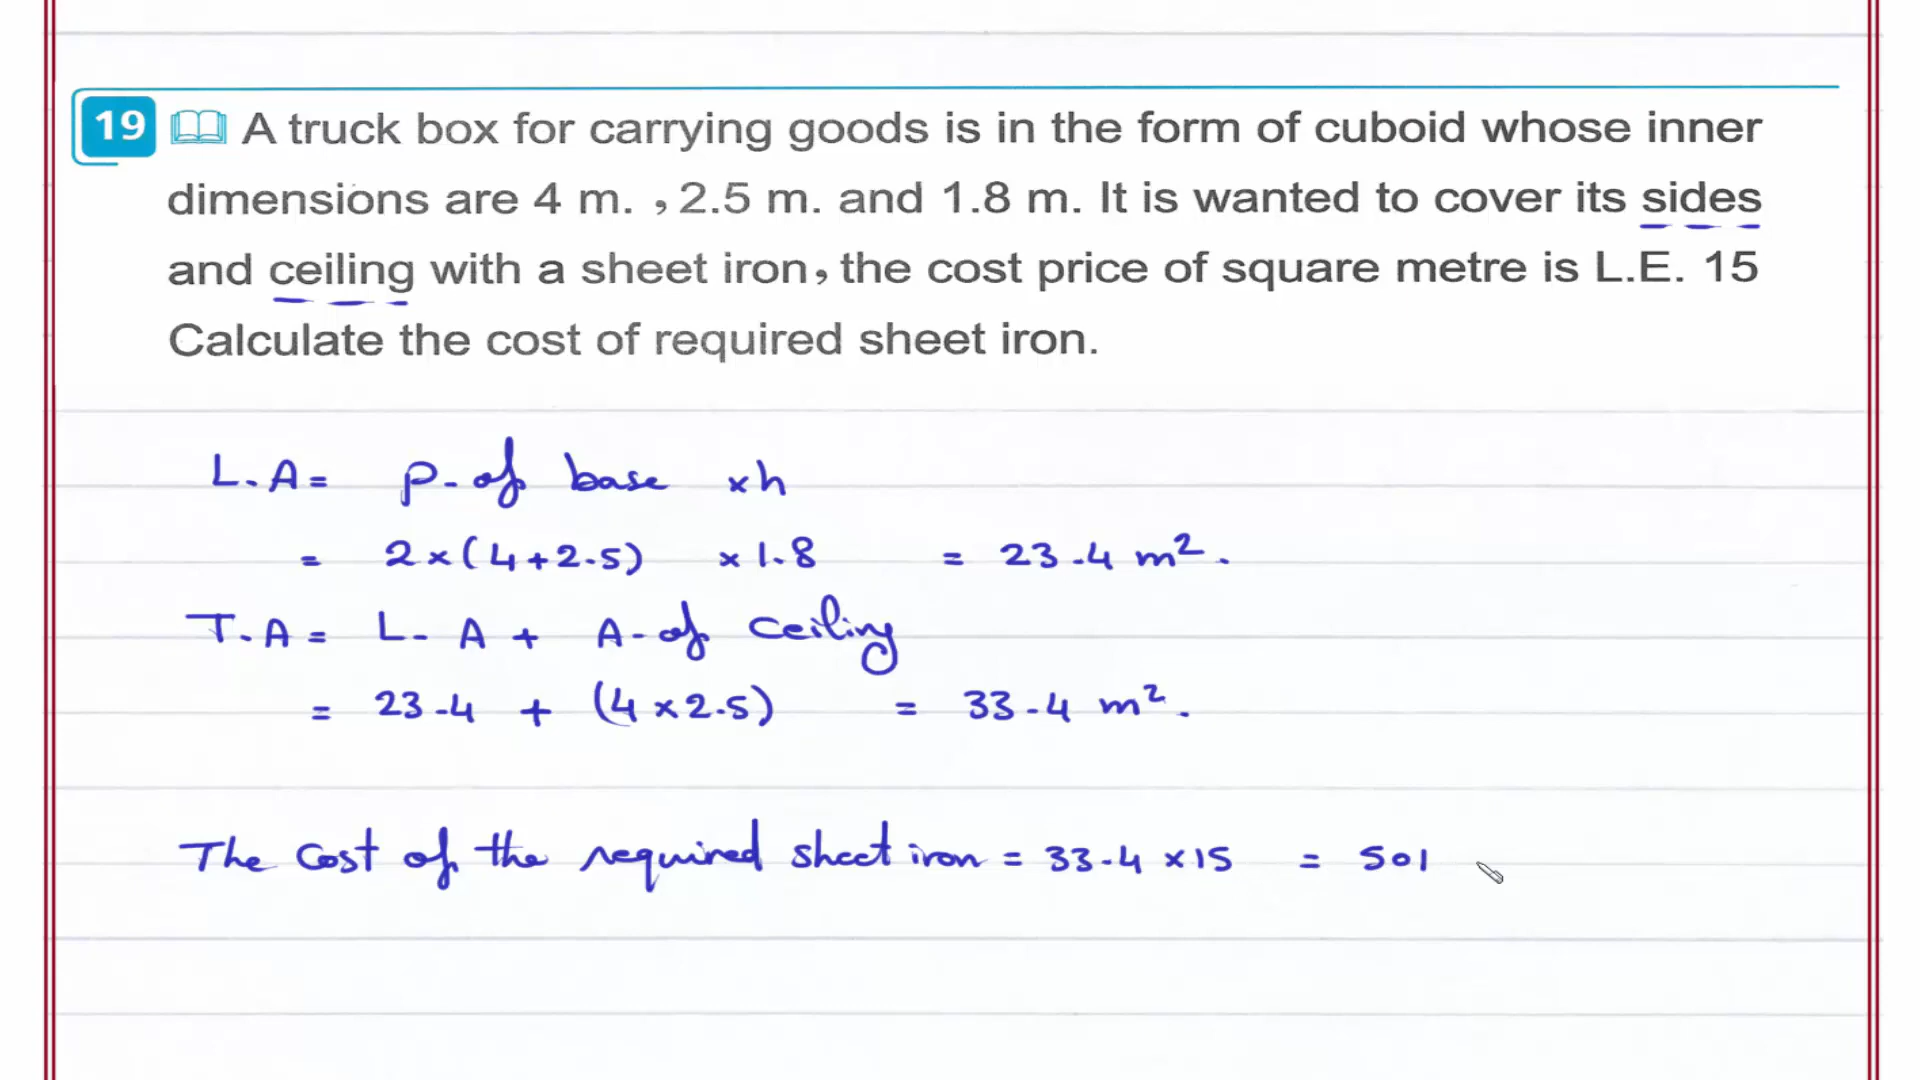 19 A truck box for carrying goods is in the form of cuboid whose inner
dimensions are 4 m. , 2.5 m. and 1.8 m. It is wanted to cover its sides
and ceiling with a sheet iron, the cost price of square metre is L.E. 15
Calculate the cost of required sheet iron.
L.A = P. of base × h
= 2 × (4 + 2.5) × 1.8 = 23.4 m².
T.A = L.A + A. of ceiling
= 23.4 + (4 × 2.5) = 33.4 m².
The cost of the required sheet iron = 33.4 × 15 = 501